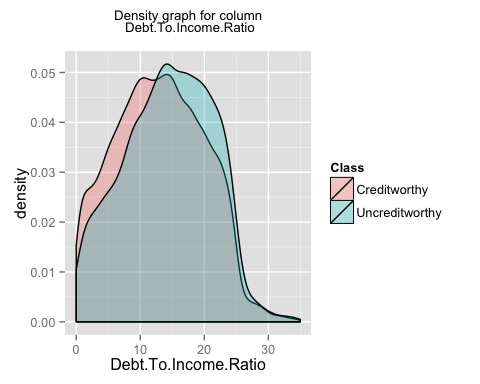 Density graph for column
Debt.To.Income.Ratio
0.05
0.04
0.03
0.02
0.01
0.00
density
0 10 20 30
Debt.To.Income.Ratio
Class
Creditworthy
Uncreditworthy